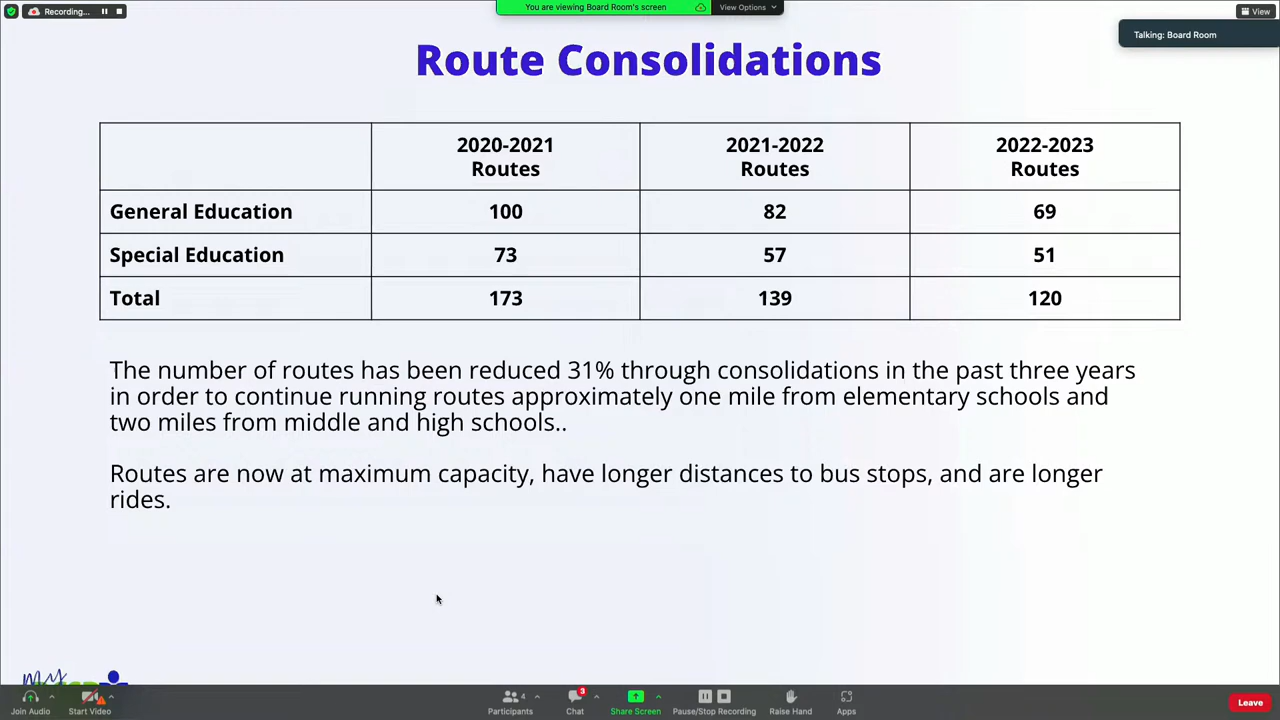 Recording...
You are viewing Board Room's screen
View Options
View
Talking: Board Room
Route Consolidations
2020-2021 Routes
2021-2022 Routes
2022-2023 Routes
General Education 100 82 69
Special Education 73 57 51
Total 173 139 120
The number of routes has been reduced 31% through consolidations in the past three years
in order to continue running routes approximately one mile from elementary schools and
two miles from middle and high schools..
Routes are now at maximum capacity, have longer distances to bus stops, and are longer
rides.
my
Join Audio
Start Video
4
Participants
3
Chat
Share Screen
Pause/Stop Recording
Raise Hand
Apps
Leave